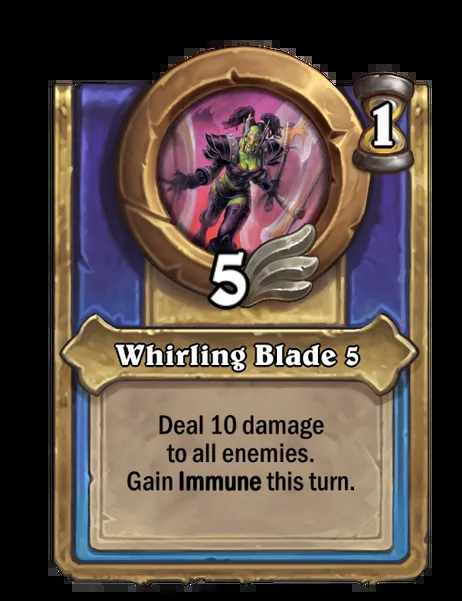 1
5
Whirling Blade 5
Deal 10 damage
to all enemies.
Gain Immune this turn.